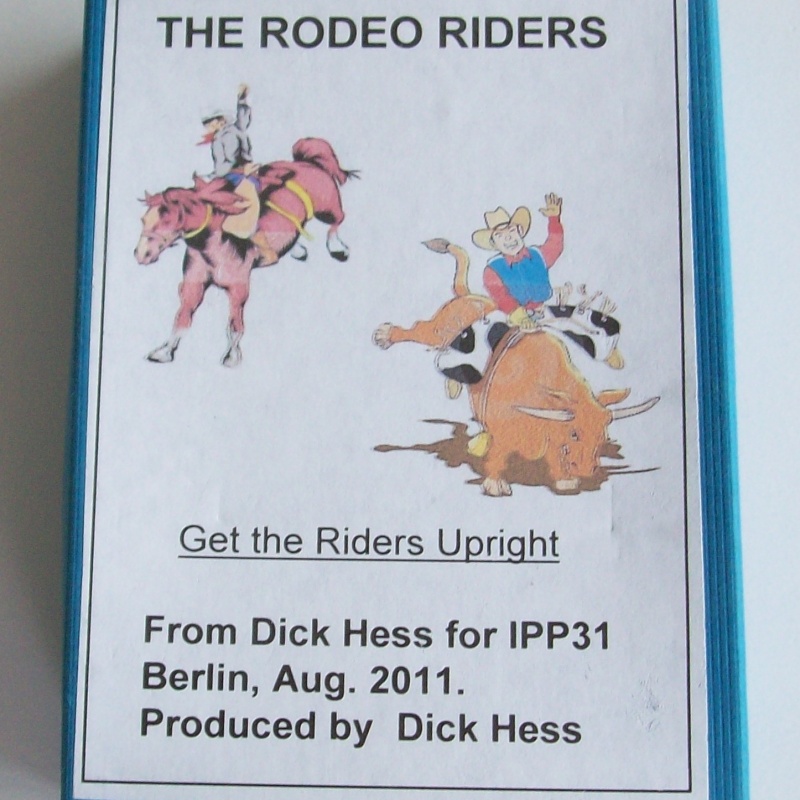 THE RODEO RIDERS
Get the Riders Upright
From Dick Hess for IPP31
Berlin, Aug. 2011.
Produced by Dick Hess